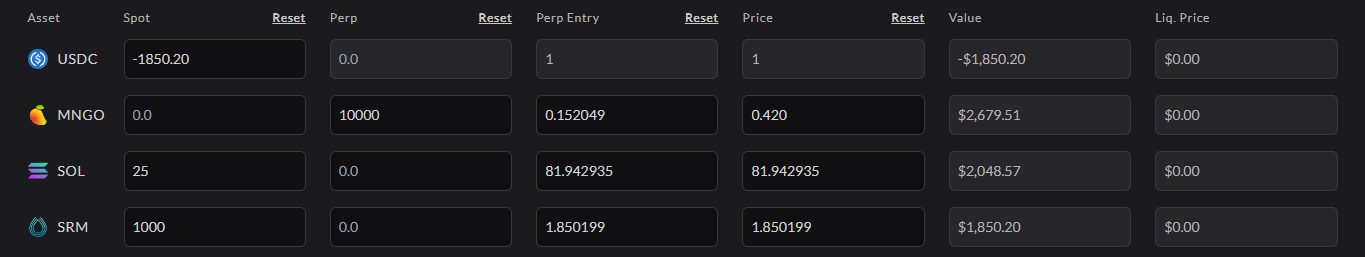 Asset Spot Reset Perp Reset Perp Entry Reset Price Reset Value Liq. Price
USDC -1850.20 0.0 1 1 -$1,850.20 $0.00
MNGO 0.0 10000 0.152049 0.420 $2,679.51 $0.00
SOL 25 0.0 81.942935 81.942935 $2,048.57 $0.00
SRM 1000 0.0 1.850199 1.850199 $1,850.20 $0.00